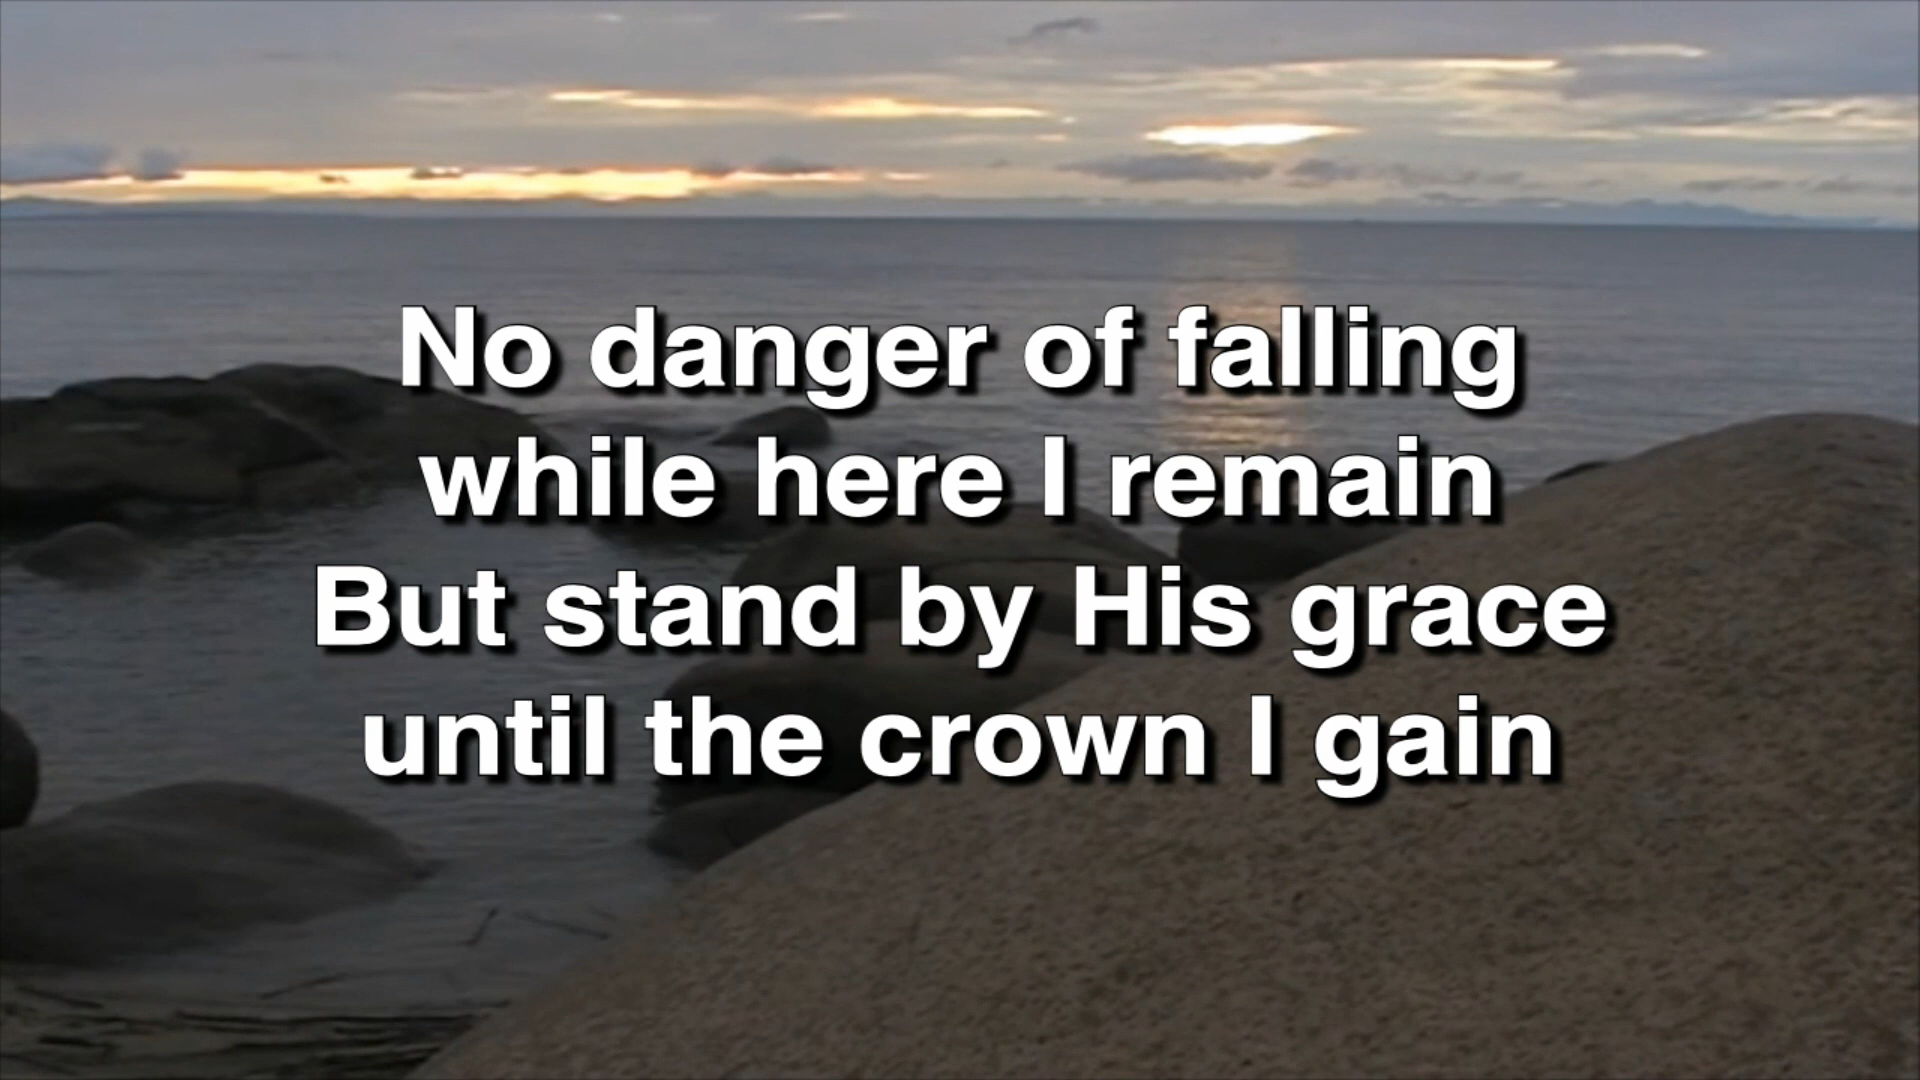 No danger of falling
while here I remain
But stand by His grace
until the crown I gain